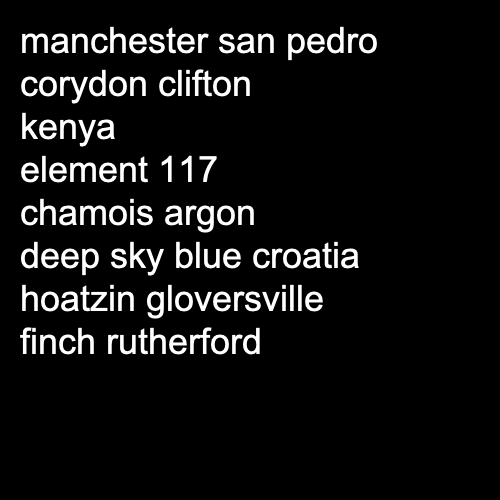 manchester san pedro
corydon clifton
kenya
element 117
chamois argon
deep sky blue croatia
hoatzin gloversville
finch rutherford